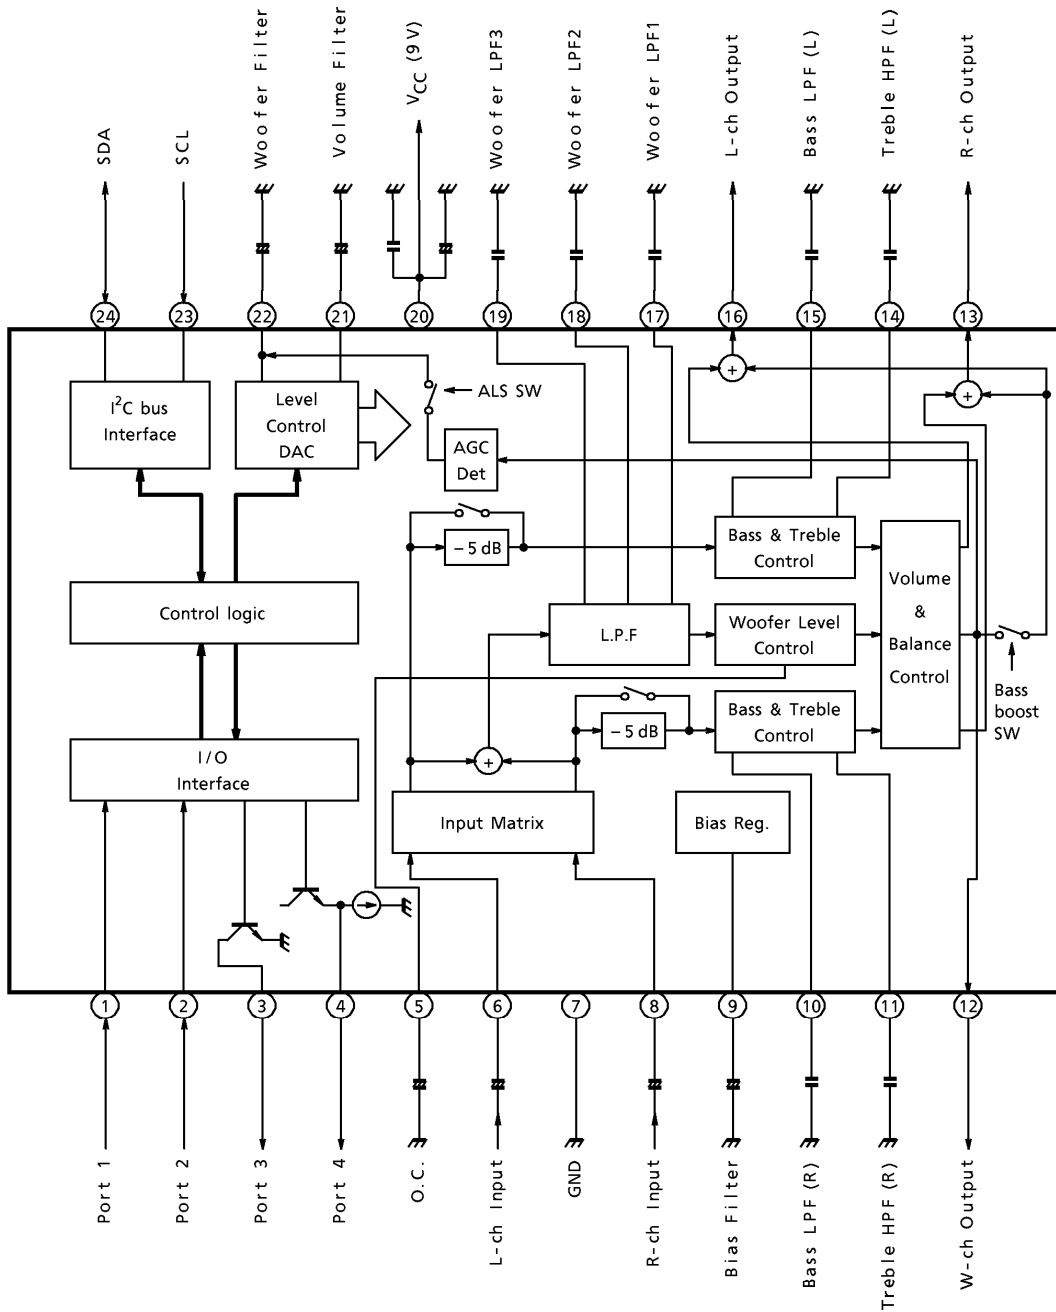 SDA
SCL
Woofer Filter
Volume Filter
VCC (9 V)
Woofer LPF3
Woofer LPF2
Woofer LPF1
L-ch Output
Bass LPF (L)
Treble HPF (L)
R-ch Output
24
23
22
21
20
19
18
17
16
15
14
13
I²C bus
Interface
Level
Control
DAC
ALS SW
AGC
Det
+
+
−5 dB
Bass & Treble
Control
Volume
&
Balance
Control
Control logic
L.P.F
Woofer Level
Control
Bass
boost
SW
−5 dB
Bass & Treble
Control
I/O
Interface
+
Input Matrix
Bias Reg.
1
2
3
4
5
6
7
8
9
10
11
12
Port 1
Port 2
Port 3
Port 4
O.C.
L-ch Input
GND
R-ch Input
Bias Filter
Bass LPF (R)
Treble HPF (R)
W-ch Output